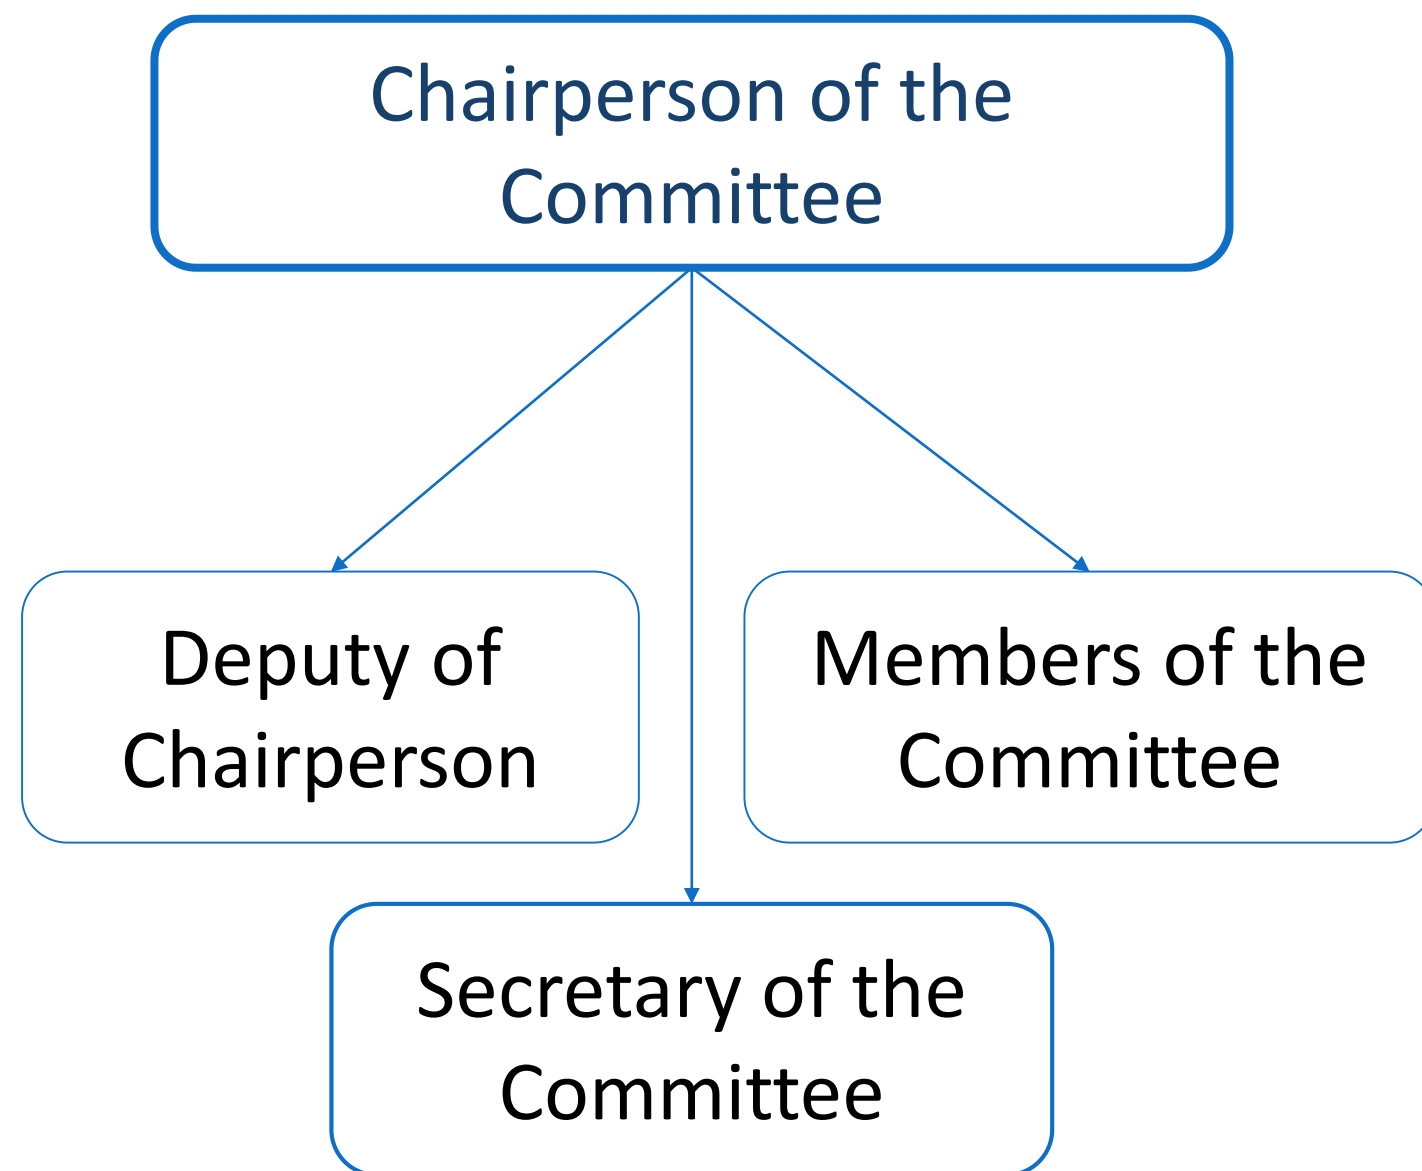 Chairperson of the
Committee
Deputy of
Chairperson
Members of the
Committee
Secretary of the
Committee